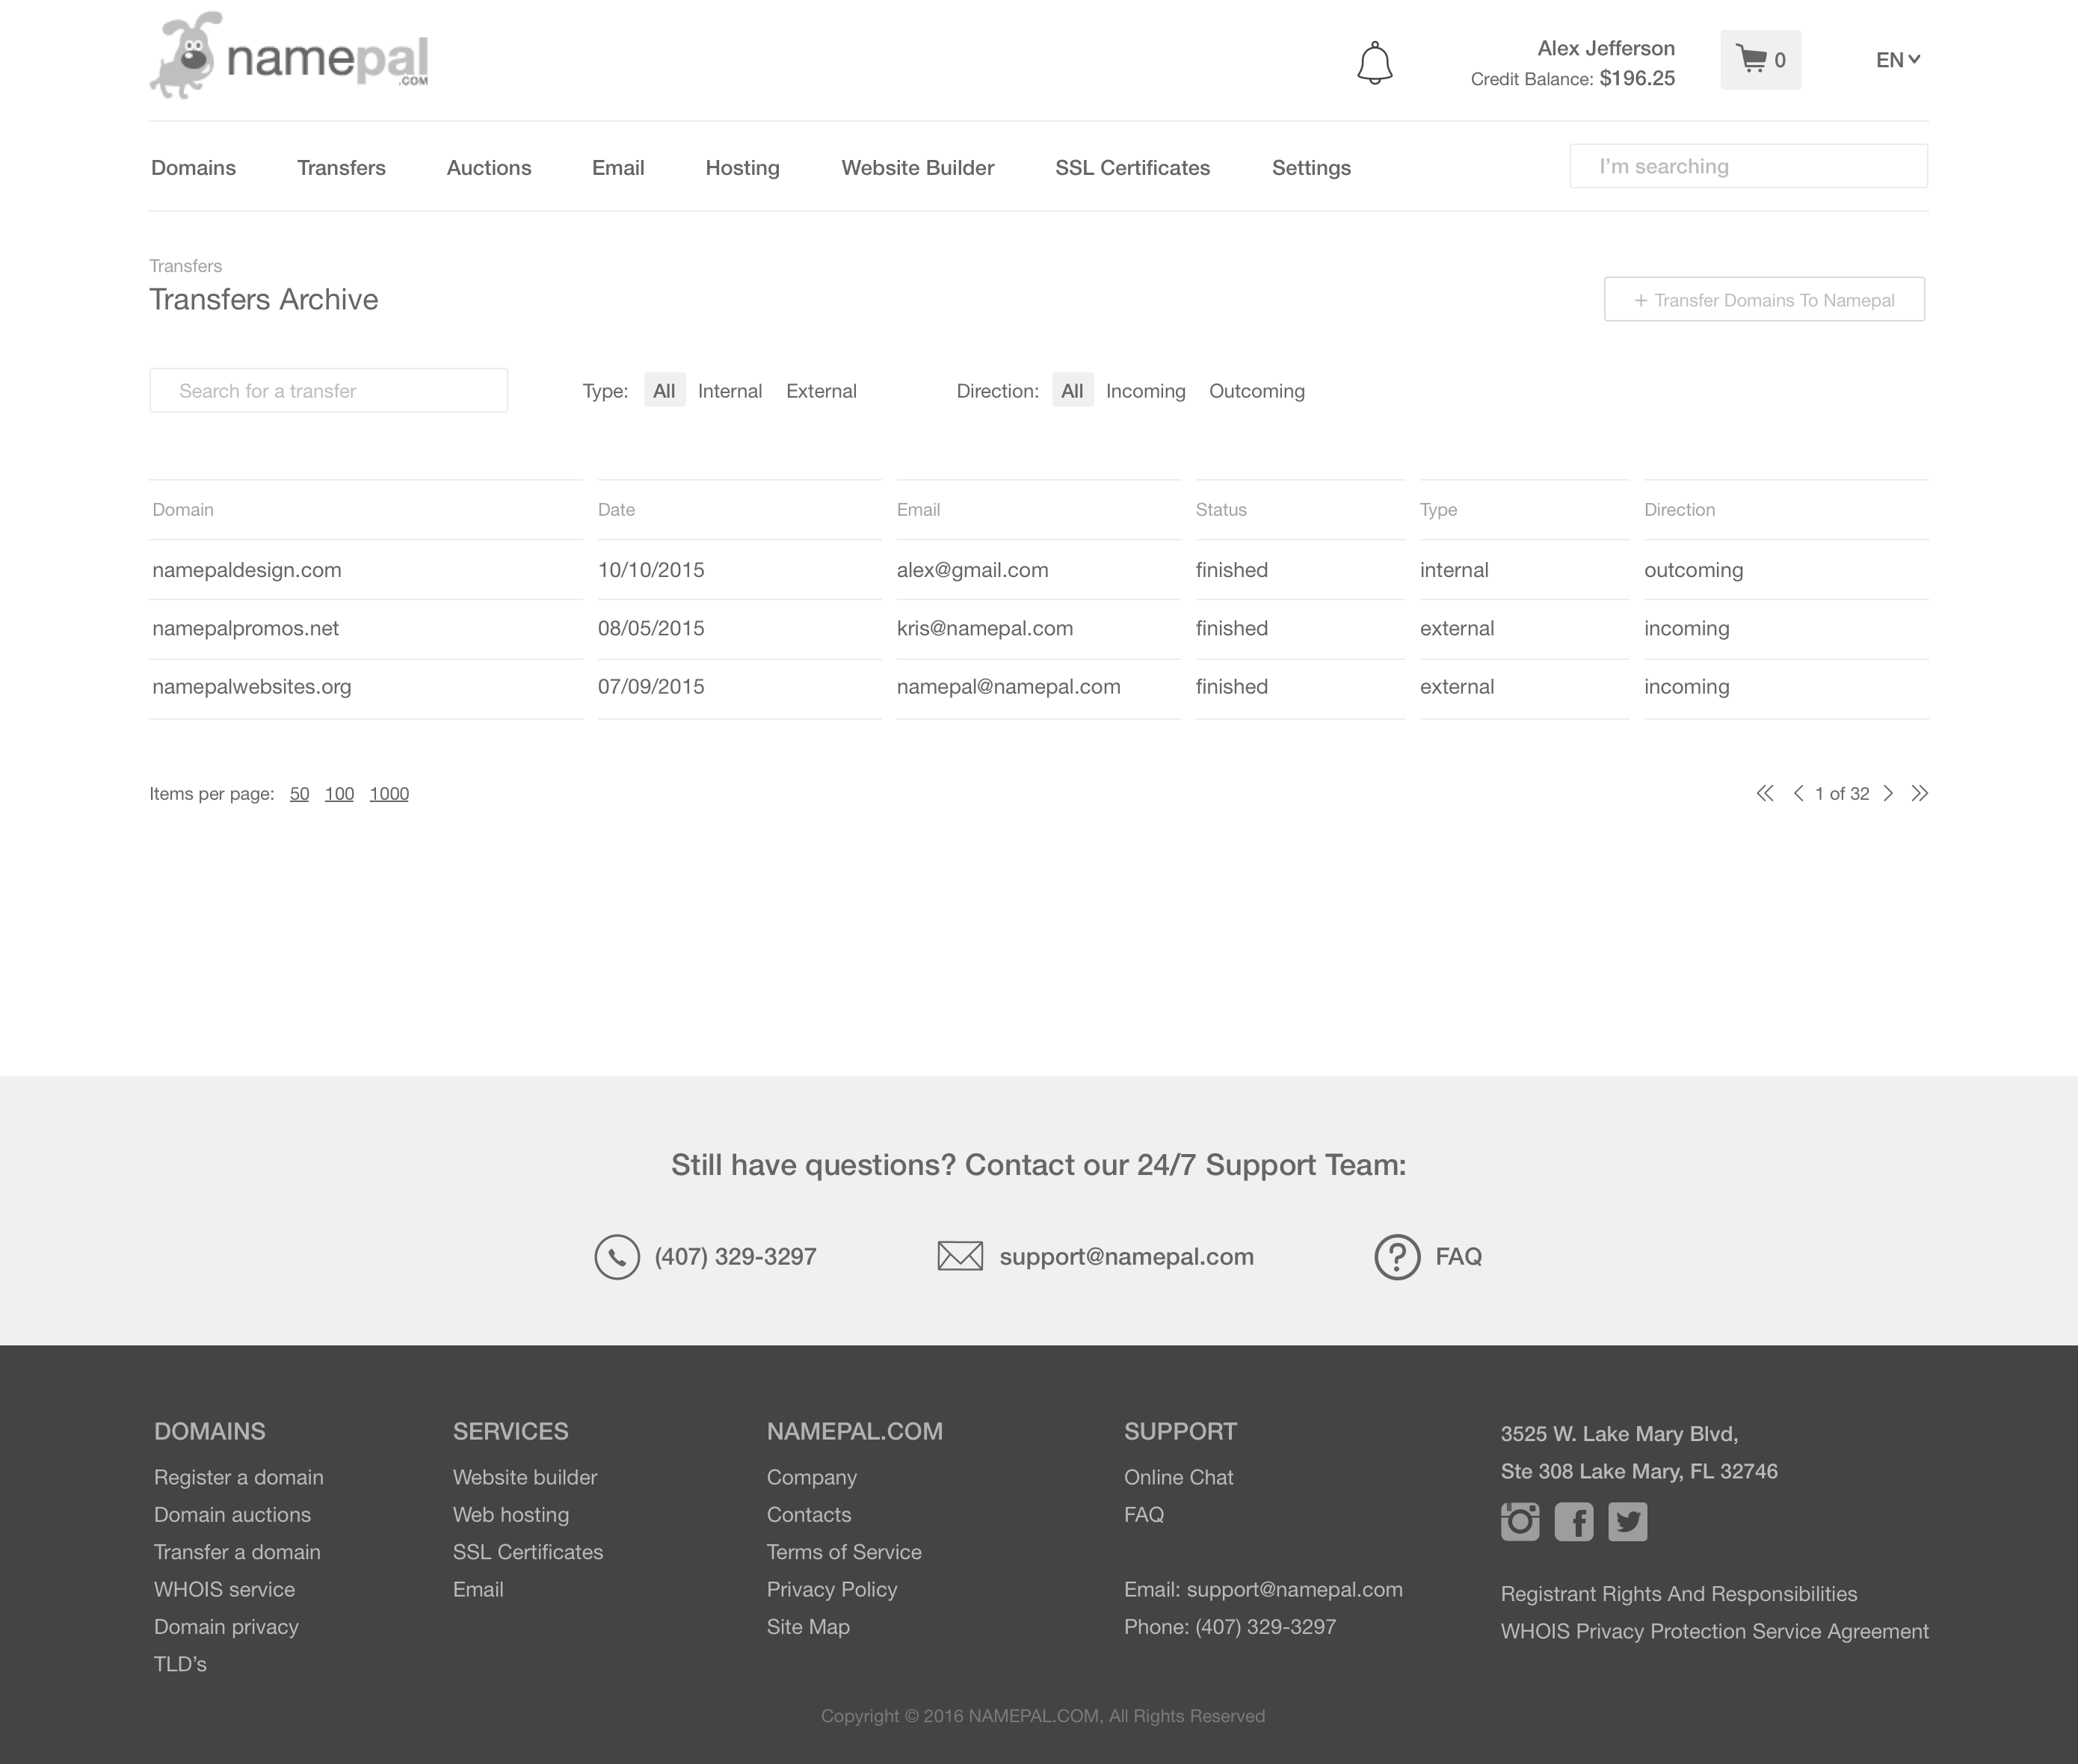 namepal
.COM
Alex Jefferson
Credit Balance: $196.25
0
EN
Domains Transfers Auctions Email Hosting Website Builder SSL Certificates Settings
I’m searching
Transfers
Transfers Archive
+ Transfer Domains To Namepal
Search for a transfer
Type: All Internal External
Direction: All Incoming Outcoming
Domain Date Email Status Type Direction
namepaldesign.com 10/10/2015 alex@gmail.com finished internal outcoming
namepalpromos.net 08/05/2015 kris@namepal.com finished external incoming
namepalwebsites.org 07/09/2015 namepal@namepal.com finished external incoming
Items per page: 50 100 1000
1 of 32
Still have questions? Contact our 24/7 Support Team:
(407) 329-3297
support@namepal.com
FAQ
DOMAINS
Register a domain
Domain auctions
Transfer a domain
WHOIS service
Domain privacy
TLD’s
SERVICES
Website builder
Web hosting
SSL Certificates
Email
NAMEPAL.COM
Company
Contacts
Terms of Service
Privacy Policy
Site Map
SUPPORT
Online Chat
FAQ
Email: support@namepal.com
Phone: (407) 329-3297
3525 W. Lake Mary Blvd,
Ste 308 Lake Mary, FL 32746
Registrant Rights And Responsibilities
WHOIS Privacy Protection Service Agreement
Copyright © 2016 NAMEPAL.COM, All Rights Reserved